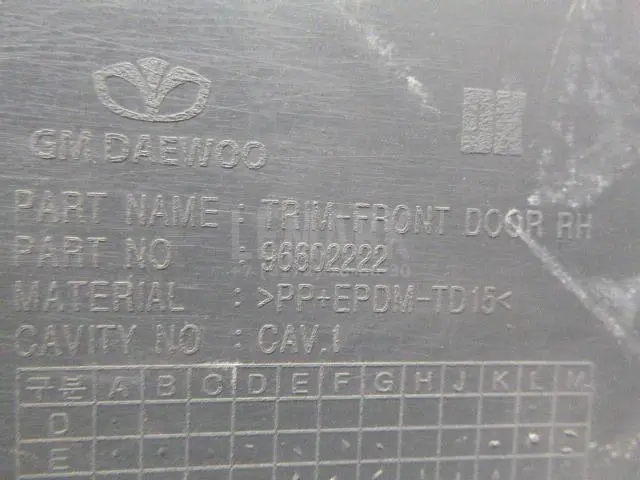 GM DAEWOO
PART NAME : TRIM-FRONT DOOR RH
PART NO : 96602222
MATERIAL : >PP+EPDM-TD15<
CAVITY NO : CAV.1
구분 A B C D E F G H J K L M
D
E